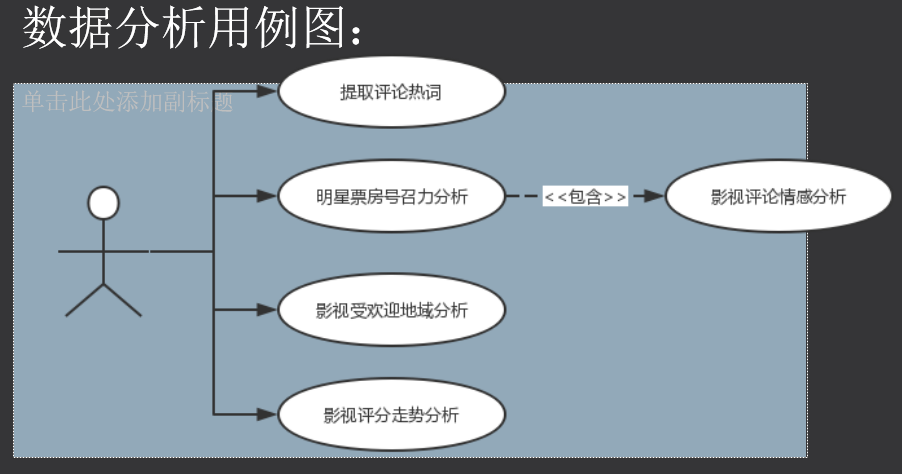 数据分析用例图：
单击此处添加副标题
提取评论热词
明星票房号召力分析
<<包含>>
影视评论情感分析
影视受欢迎地域分析
影视评分走势分析